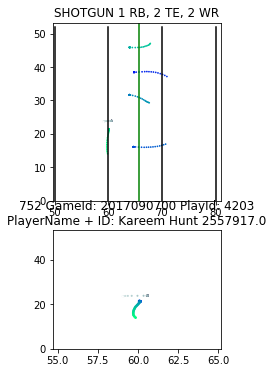 SHOTGUN 1 RB, 2 TE, 2 WR
50
40
30
20
10
0
50 60 70 80
752 GameId: 2017090700 PlayId: 4203
PlayerName + ID: Kareem Hunt 2557917.0
40
20
0
55.0 57.5 60.0 62.5 65.0